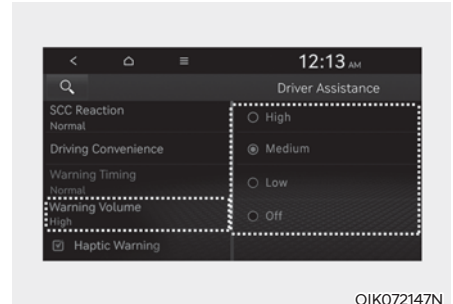 12:13 AM
Driver Assistance
SCC Reaction
Normal
Driving Convenience
Warning Timing
Normal
Warning Volume
High
Haptic Warning
High
Medium
Low
Off
OIK072147N